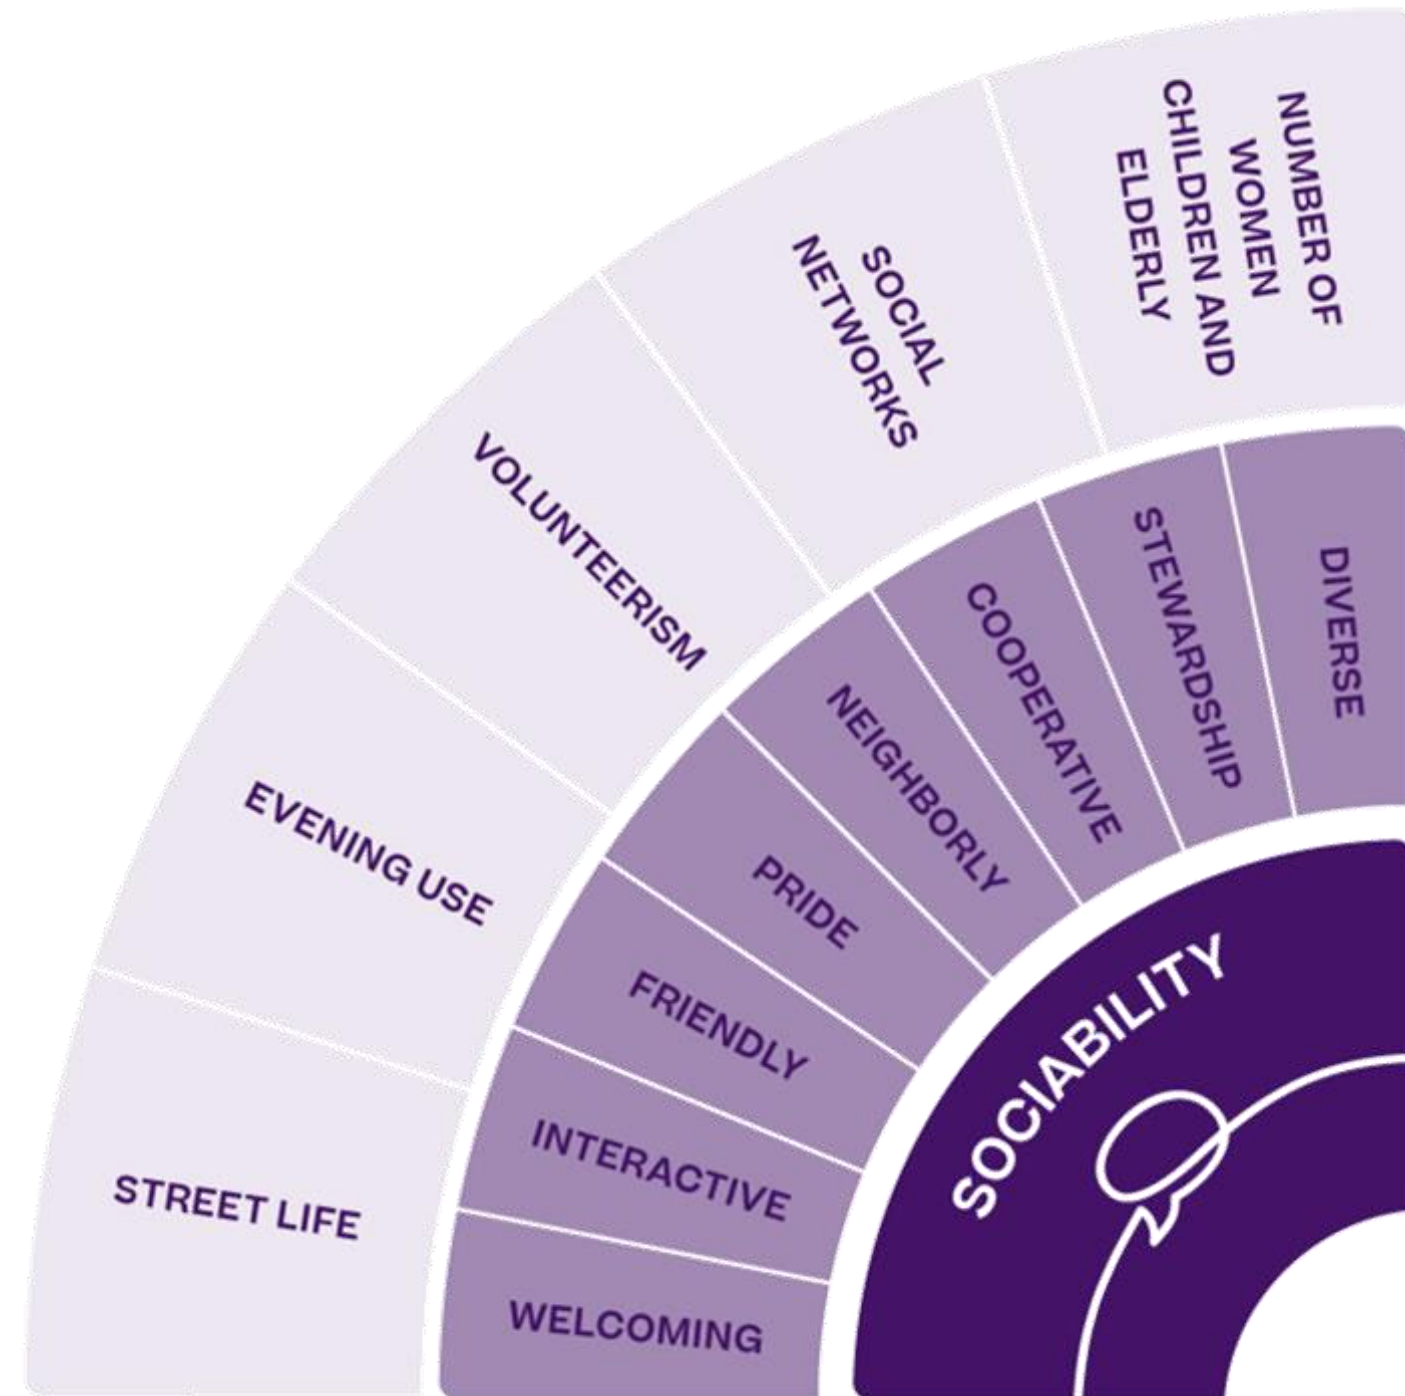 NUMBER OF
WOMEN
CHILDREN AND
ELDERLY
SOCIAL
NETWORKS
VOLUNTEERISM
EVENING USE
STREET LIFE
DIVERSE
STEWARDSHIP
COOPERATIVE
NEIGHBORLY
PRIDE
FRIENDLY
INTERACTIVE
WELCOMING
SOCIABILITY